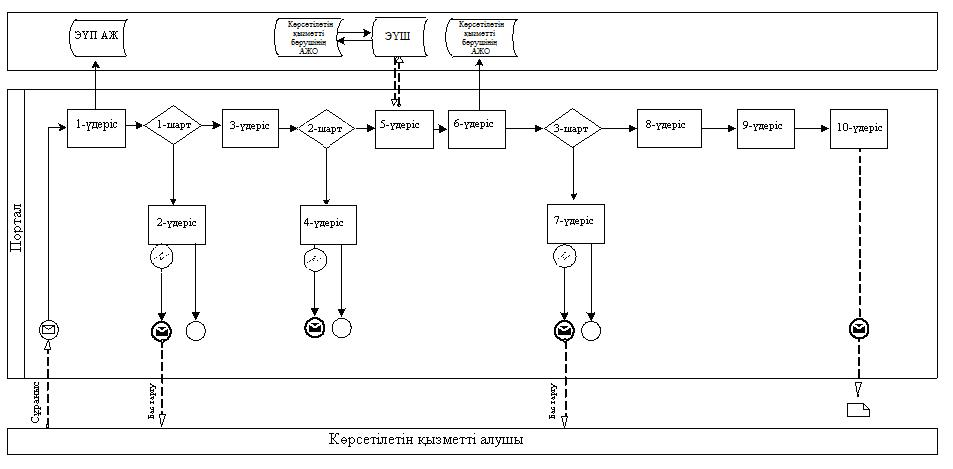 ЭҮП АЖ
Көрсетілетін
қызметті
берушінің
АЖО
ЭҮШ
Көрсетілетін
қызметті
берушінің
АЖО
Портал
1-үдеріс
1-шарт
3-үдеріс
2-шарт
5-үдеріс
6-үдеріс
3-шарт
8-үдеріс
9-үдеріс
10-үдеріс
2-үдеріс
4-үдеріс
7-үдеріс
Сұраныс
Бас тарту
Бас тарту
Көрсетілетін қызметті алушы